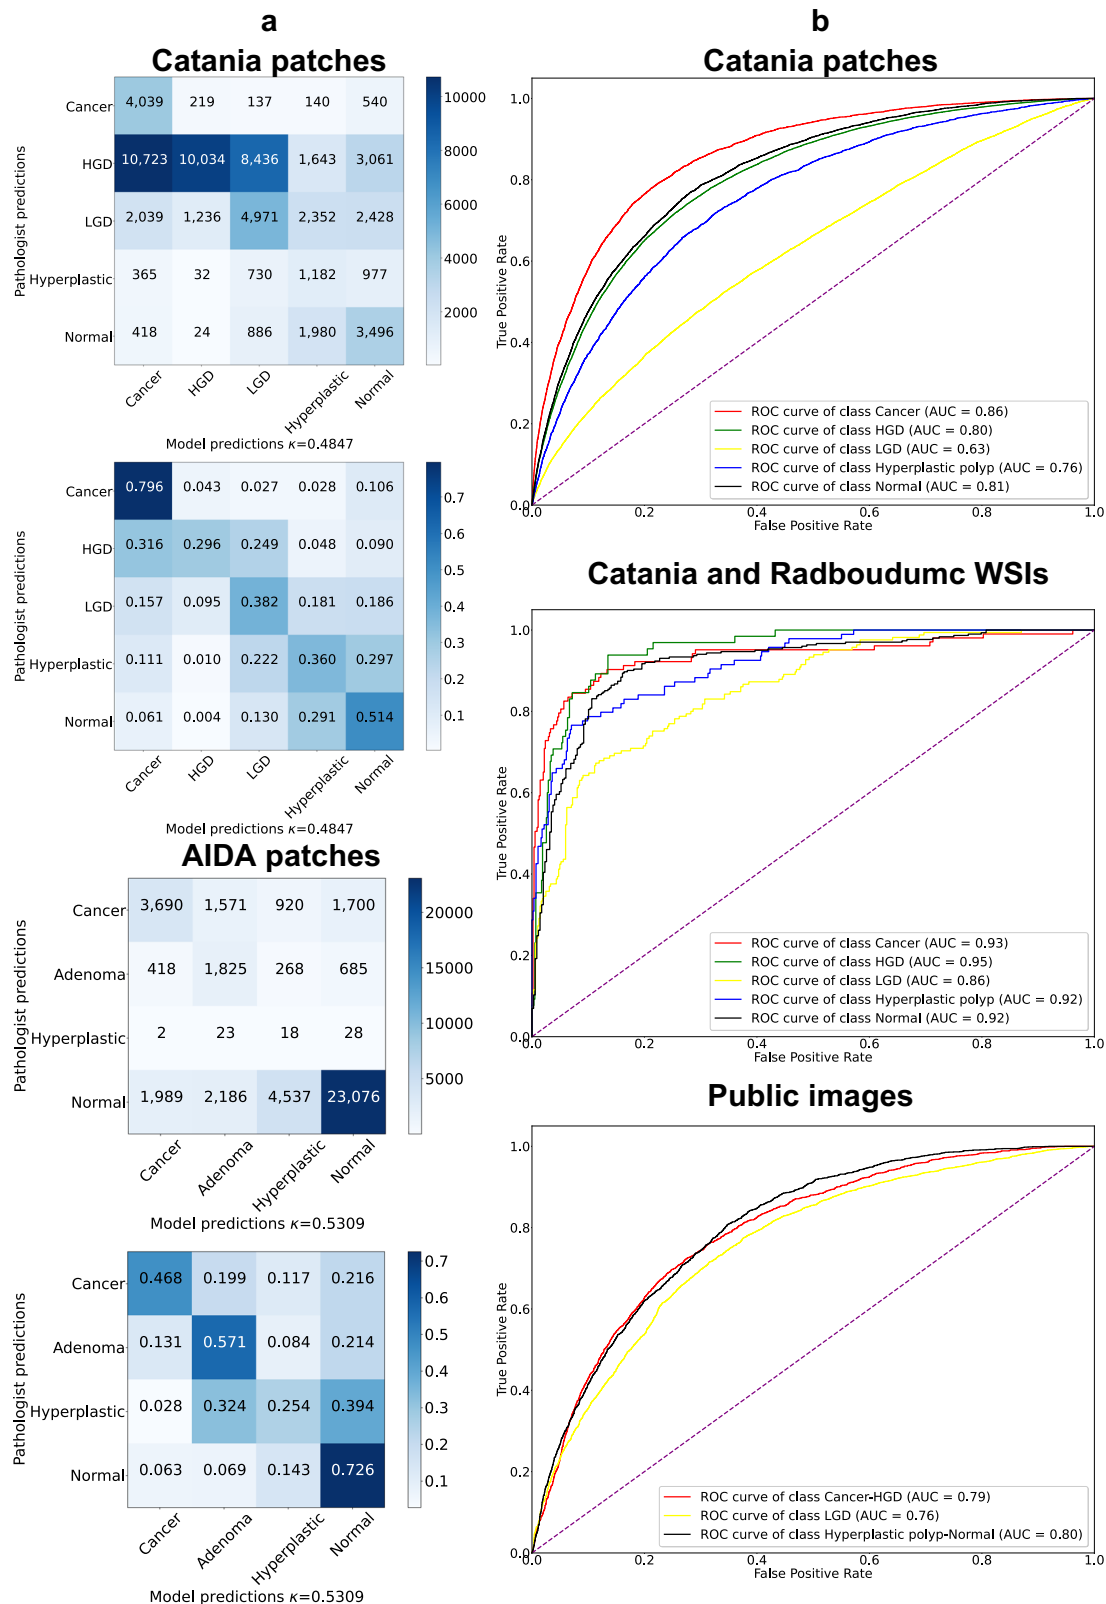 a
Catania patches
Pathologist predictions
Cancer 4,039 219 137 140 540
HGD 10,723 10,034 8,436 1,643 3,061
LGD 2,039 1,236 4,971 2,352 2,428
Hyperplastic 365 32 730 1,182 977
Normal 418 24 886 1,980 3,496
Cancer HGD LGD Hyperplastic Normal
Model predictions κ=0.4847
10000
8000
6000
4000
2000
Pathologist predictions
Cancer 0.796 0.043 0.027 0.028 0.106
HGD 0.316 0.296 0.249 0.048 0.090
LGD 0.157 0.095 0.382 0.181 0.186
Hyperplastic 0.111 0.010 0.222 0.360 0.297
Normal 0.061 0.004 0.130 0.291 0.514
Cancer HGD LGD Hyperplastic Normal
Model predictions κ=0.4847
0.7
0.6
0.5
0.4
0.3
0.2
0.1
AIDA patches
Pathologist predictions
Cancer 3,690 1,571 920 1,700
Adenoma 418 1,825 268 685
Hyperplastic 2 23 18 28
Normal 1,989 2,186 4,537 23,076
Cancer Adenoma Hyperplastic Normal
Model predictions κ=0.5309
20000
15000
10000
5000
Pathologist predictions
Cancer 0.468 0.199 0.117 0.216
Adenoma 0.131 0.571 0.084 0.214
Hyperplastic 0.028 0.324 0.254 0.394
Normal 0.063 0.069 0.143 0.726
Cancer Adenoma Hyperplastic Normal
Model predictions κ=0.5309
0.7
0.6
0.5
0.4
0.3
0.2
0.1
b
Catania patches
True Positive Rate
1.0
0.8
0.6
0.4
0.2
0.0
ROC curve of class Cancer (AUC = 0.86)
ROC curve of class HGD (AUC = 0.80)
ROC curve of class LGD (AUC = 0.63)
ROC curve of class Hyperplastic polyp (AUC = 0.76)
ROC curve of class Normal (AUC = 0.81)
0.0 0.2 0.4 0.6 0.8 1.0
False Positive Rate
Catania and Radboudumc WSIs
True Positive Rate
1.0
0.8
0.6
0.4
0.2
0.0
ROC curve of class Cancer (AUC = 0.93)
ROC curve of class HGD (AUC = 0.95)
ROC curve of class LGD (AUC = 0.86)
ROC curve of class Hyperplastic polyp (AUC = 0.92)
ROC curve of class Normal (AUC = 0.92)
0.0 0.2 0.4 0.6 0.8 1.0
False Positive Rate
Public images
True Positive Rate
1.0
0.8
0.6
0.4
0.2
0.0
ROC curve of class Cancer-HGD (AUC = 0.79)
ROC curve of class LGD (AUC = 0.76)
ROC curve of class Hyperplastic polyp-Normal (AUC = 0.80)
0.0 0.2 0.4 0.6 0.8 1.0
False Positive Rate